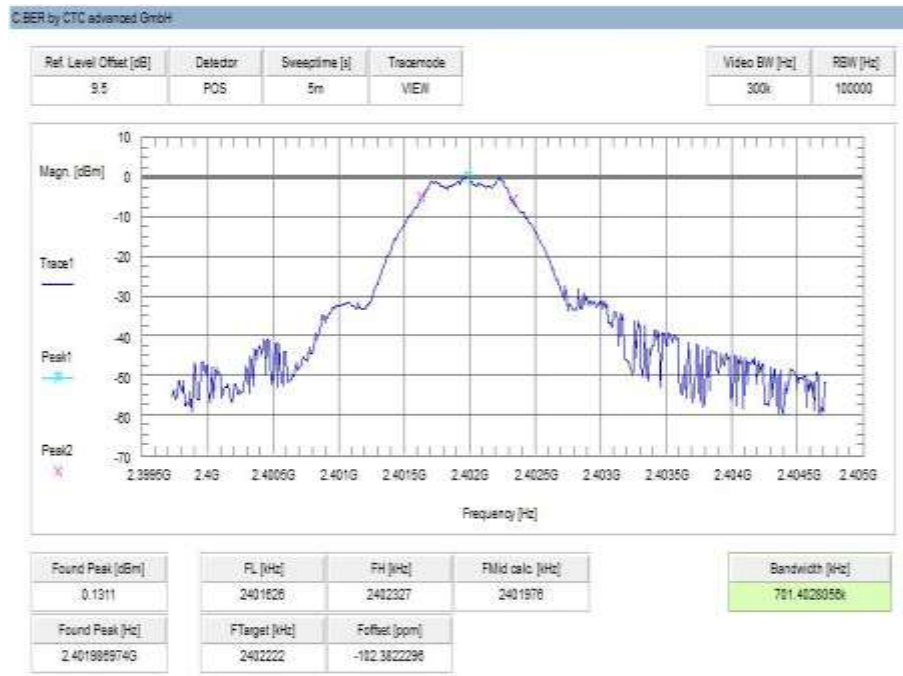 C.BER by CTC advanced GmbH
Ref. Level Offset [dB] Detector Sweeptime [s] Tracemode Video BW [Hz] RBW [Hz]
9.5 POS 5m VIEW 300k 100000
10
Magn. [dBm] 0
-10
-20
Trace1
-30
-40
Peak1
-50
-60
Peak2
-70
2.3995G 2.4G 2.4005G 2.401G 2.4015G 2.402G 2.4025G 2.403G 2.4035G 2.404G 2.4045G 2.405G
Frequency [Hz]
Found Peak [dBm] FL [kHz] FH [kHz] FMid calc. [kHz] Bandwidth [kHz]
0.1311 2401626 2402327 2401976 701.4028056k
Found Peak [Hz] FTarget [kHz] Foffset [ppm]
2.401986974G 2402222 -102.3822296